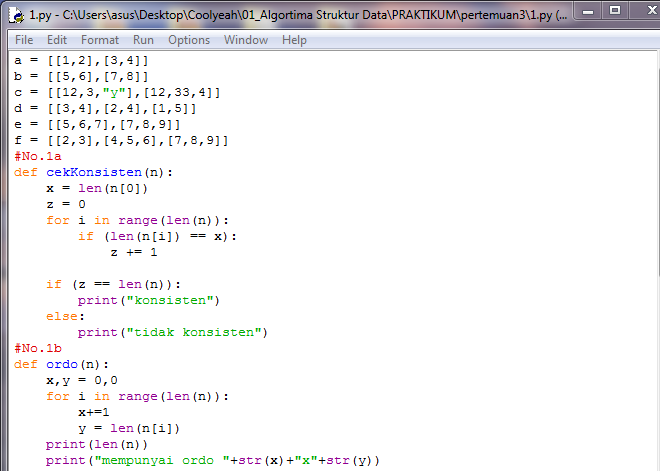 1.py - C:\Users\asus\Desktop\Coolyeah\01_Algortima Struktur Data\PRAKTIKUM\pertemuan3\1.py (...
File Edit Format Run Options Window Help
a = [[1,2],[3,4]]
b = [[5,6],[7,8]]
c = [[12,3,"y"],[12,33,4]]
d = [[3,4],[2,4],[1,5]]
e = [[5,6,7],[7,8,9]]
f = [[2,3],[4,5,6],[7,8,9]]
#No.1a
def cekKonsisten(n):
    x = len(n[0])
    z = 0
    for i in range(len(n)):
        if (len(n[i]) == x):
            z += 1

    if (z == len(n)):
        print("konsisten")
    else:
        print("tidak konsisten")
#No.1b
def ordo(n):
    x,y = 0,0
    for i in range(len(n)):
        x+=1
        y = len(n[i])
    print(len(n))
    print("mempunyai ordo "+str(x)+"x"+str(y))